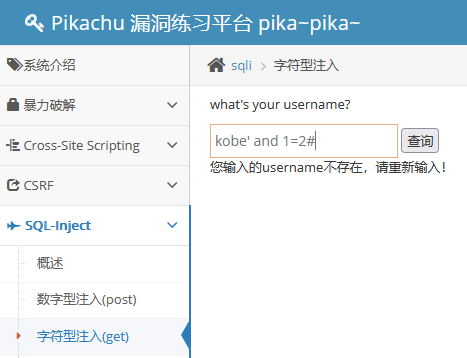 Pikachu 漏洞练习平台 pika~pika~
系统介绍
暴力破解
Cross-Site Scripting
CSRF
SQL-Inject
概述
数字型注入(post)
字符型注入(get)
sqli > 字符型注入
what's your username?
kobe' and 1=2# 查询
您输入的username不存在，请重新输入！